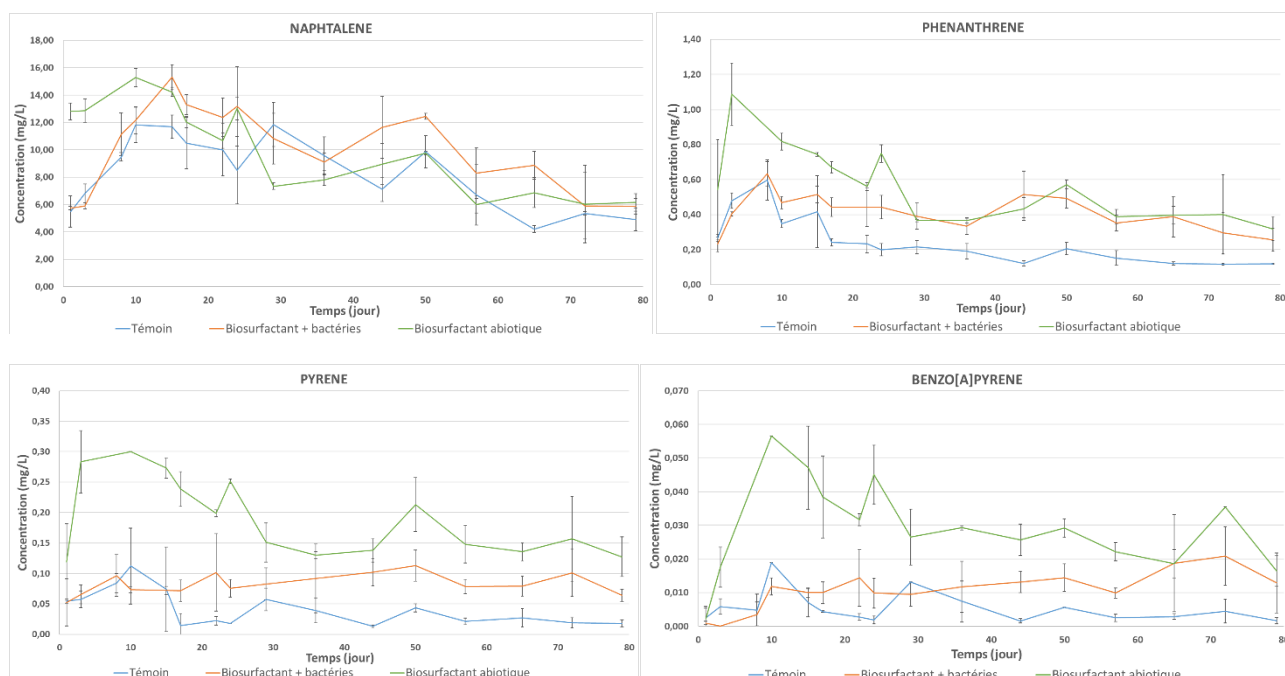 NAPHTALENE
Concentration (mg/L)
18,00
16,00
14,00
12,00
10,00
8,00
6,00
4,00
2,00
0,00
0 10 20 30 40 50 60 70 80
Temps (jour)
Témoin Biosurfactant + bactéries Biosurfactant abiotique
PHENANTHRENE
Concentration (mg/L)
1,40
1,20
1,00
0,80
0,60
0,40
0,20
0,00
0 10 20 30 40 50 60 70 80
Temps (jour)
Témoin Biosurfactant + bactéries Biosurfactant abiotique
PYRENE
Concentration (mg/L)
0,40
0,35
0,30
0,25
0,20
0,15
0,10
0,05
0,00
0 10 20 30 40 50 60 70 80
Temps (jour)
Témoin Biosurfactant + bactéries Biosurfactant abiotique
BENZO[A]PYRENE
Concentration (mg/L)
0,070
0,060
0,050
0,040
0,030
0,020
0,010
0,000
0 10 20 30 40 50 60 70 80
Temps (jour)
Témoin Biosurfactant + bactéries Biosurfactant abiotique